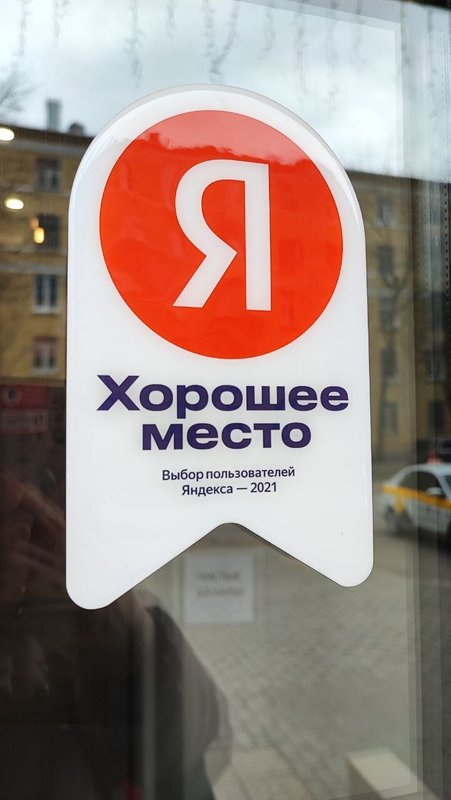 Я
Хорошее
место
Выбор пользователей
Яндекса — 2021